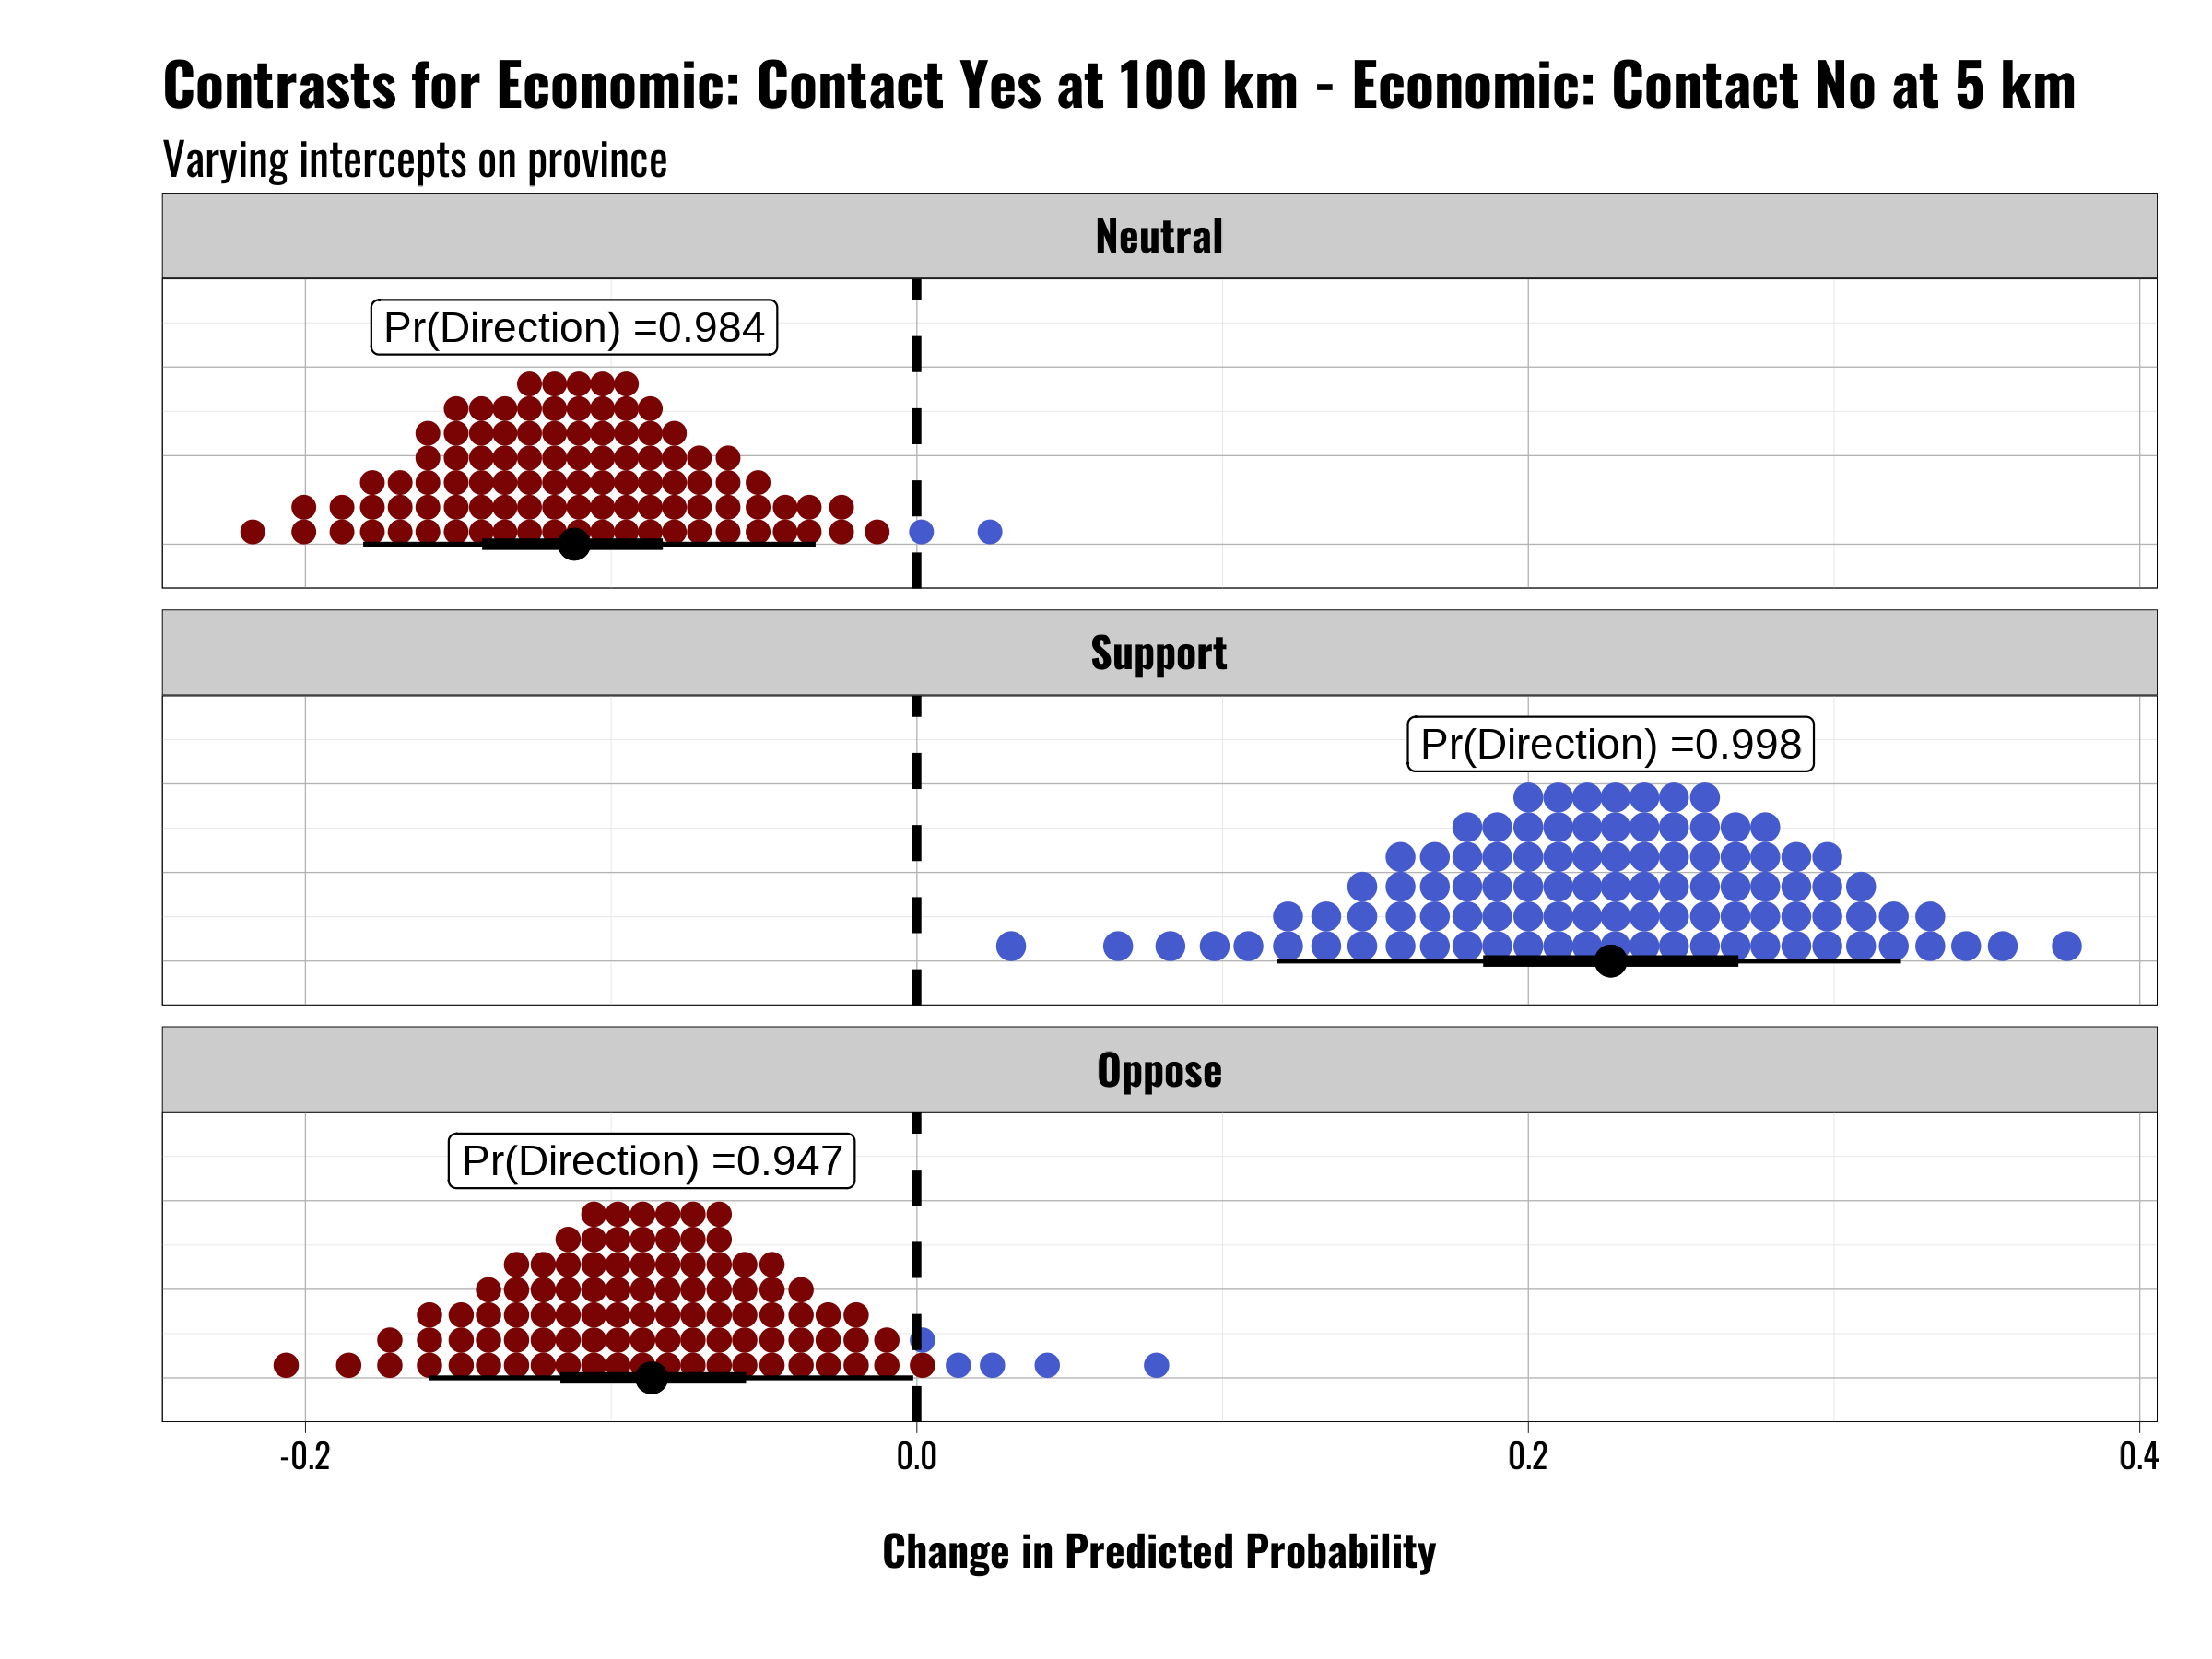 Contrasts for Economic: Contact Yes at 100 km - Economic: Contact No at 5 km
Varying intercepts on province
Neutral
Pr(Direction) =0.984
Support
Pr(Direction) =0.998
Oppose
Pr(Direction) =0.947
-0.2 0.0 0.2 0.4
Change in Predicted Probability